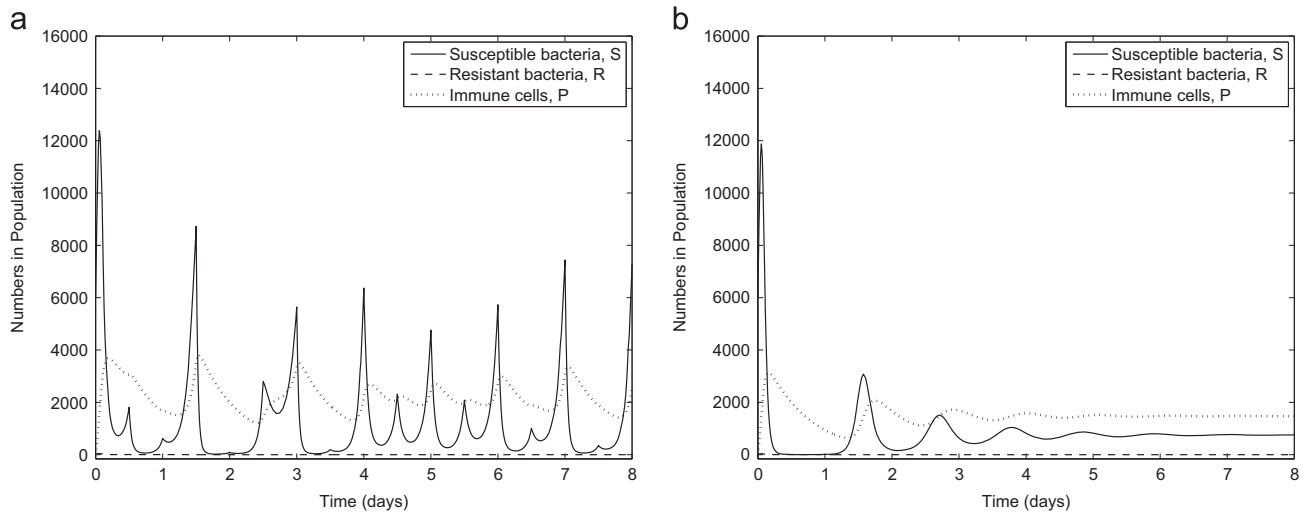 a
16000
14000
12000
10000
8000
6000
4000
2000
0
Numbers in Population
0 1 2 3 4 5 6 7 8
Time (days)
Susceptible bacteria, S
Resistant bacteria, R
Immune cells, P
b
16000
14000
12000
10000
8000
6000
4000
2000
0
Numbers in Population
0 1 2 3 4 5 6 7 8
Time (days)
Susceptible bacteria, S
Resistant bacteria, R
Immune cells, P